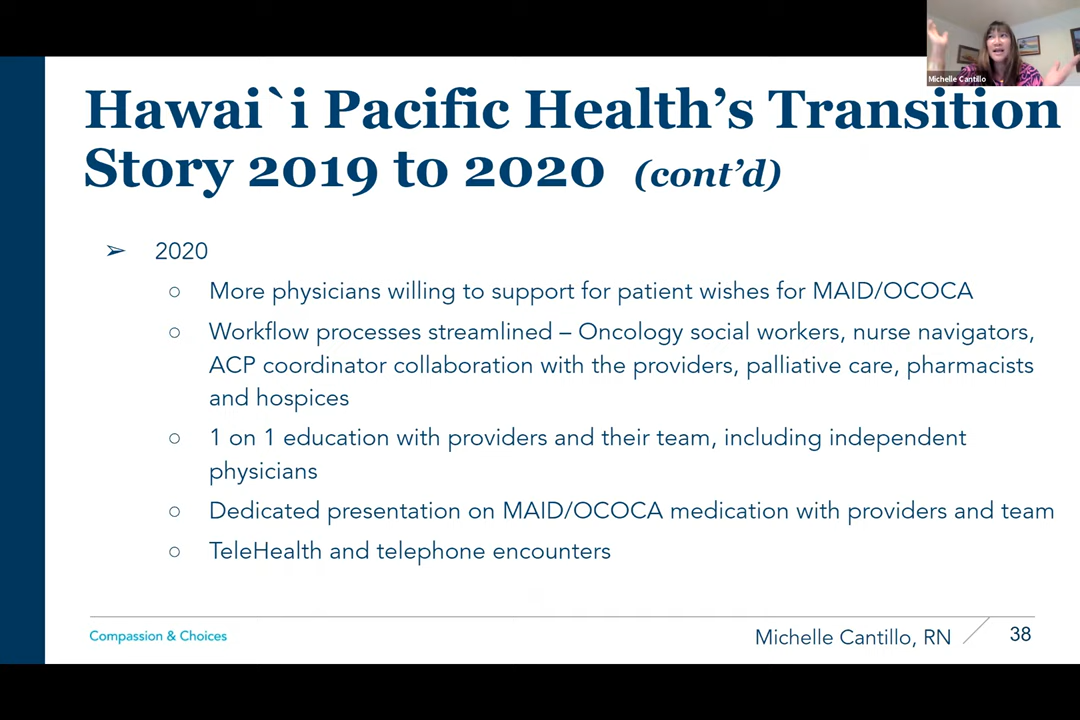 Michelle Cantillo
Hawai`i Pacific Health’s Transition
Story 2019 to 2020 (cont’d)
➢ 2020
○ More physicians willing to support for patient wishes for MAID/OCOCA
○ Workflow processes streamlined – Oncology social workers, nurse navigators,
ACP coordinator collaboration with the providers, palliative care, pharmacists
and hospices
○ 1 on 1 education with providers and their team, including independent
physicians
○ Dedicated presentation on MAID/OCOCA medication with providers and team
○ TeleHealth and telephone encounters
Compassion & Choices
Michelle Cantillo, RN
38